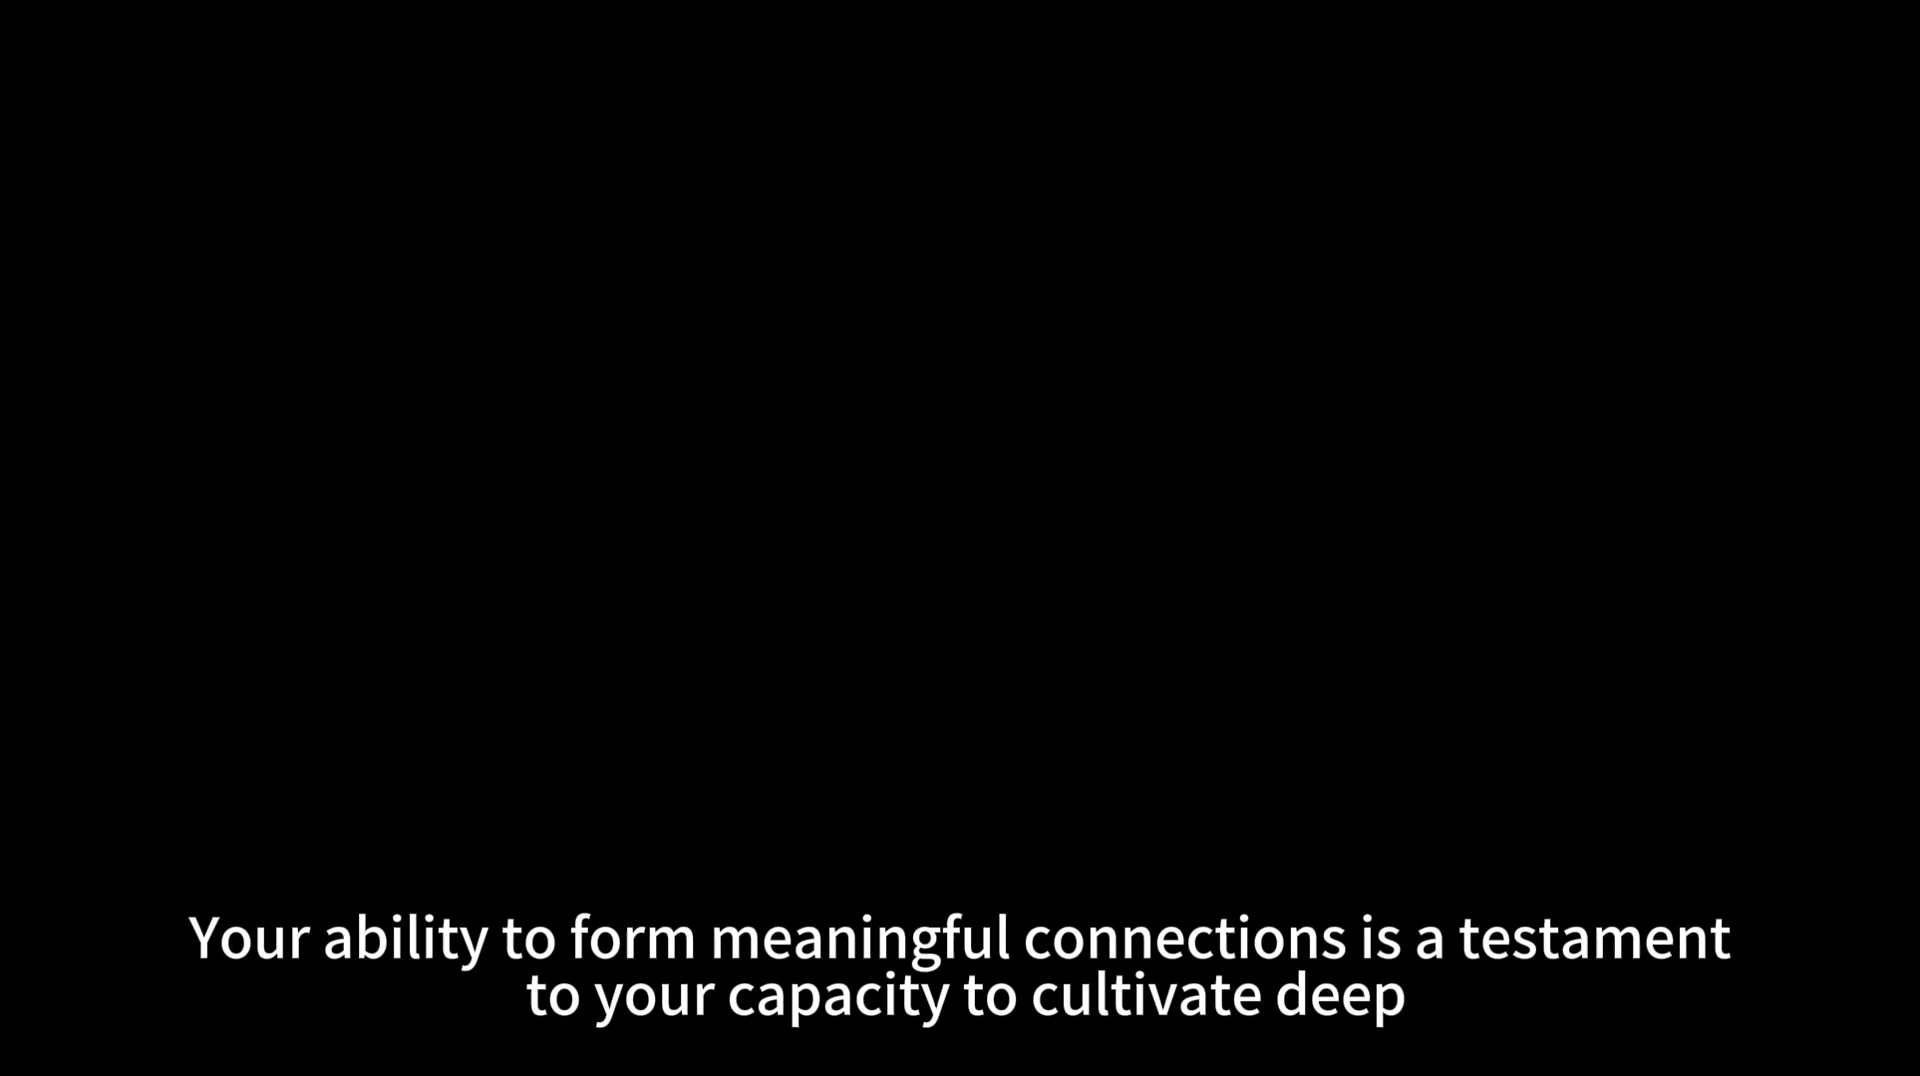 Your ability to form meaningful connections is a testament
to your capacity to cultivate deep